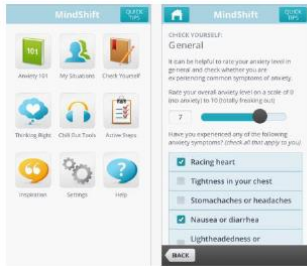 MindShift
QUICK TIPS
101
Anxiety 101
My Situations
Check Yourself
Thinking Right
Chill Out Tools
Active Steps
Inspiration
Settings
Help
MindShift
QUICK TIPS
CHECK YOURSELF:
General
It can be helpful to rate your anxiety level in
general and check whether you are
experiencing common symptoms of anxiety.
Rate your overall anxiety level on a scale of 0
(no anxiety) to 10 (totally freaking out)
7
Have you experienced any of the following
anxiety symptoms? (check all that apply to you)
Racing heart
Tightness in your chest
Stomachaches or headaches
Nausea or diarrhea
Lightheadedness or
BACK